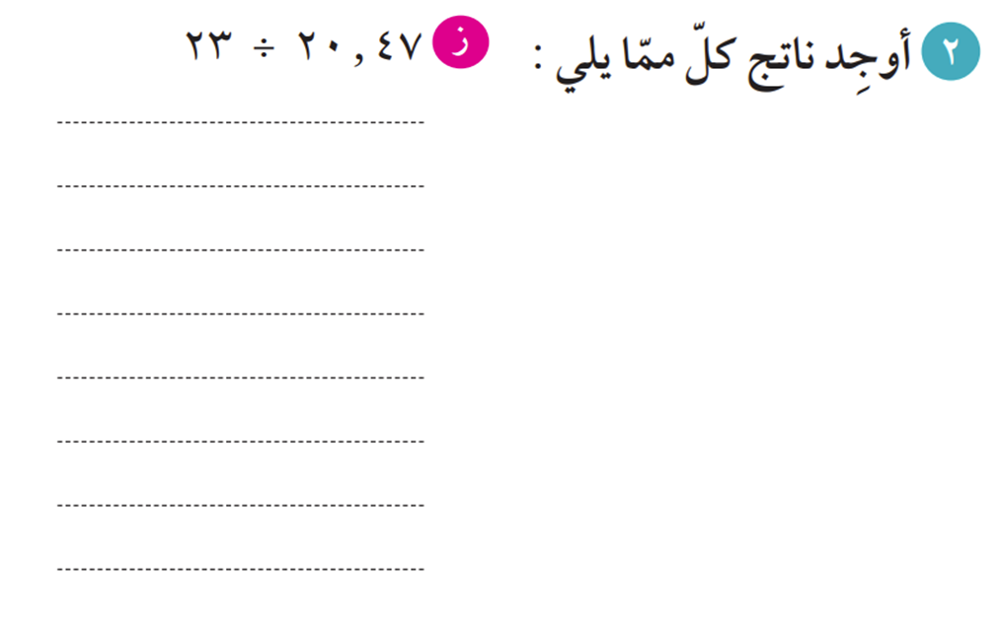 ٢ أوجِد ناتج كلّ ممّا يلي :
ز ٢٠,٤٧ ÷ ٢٣